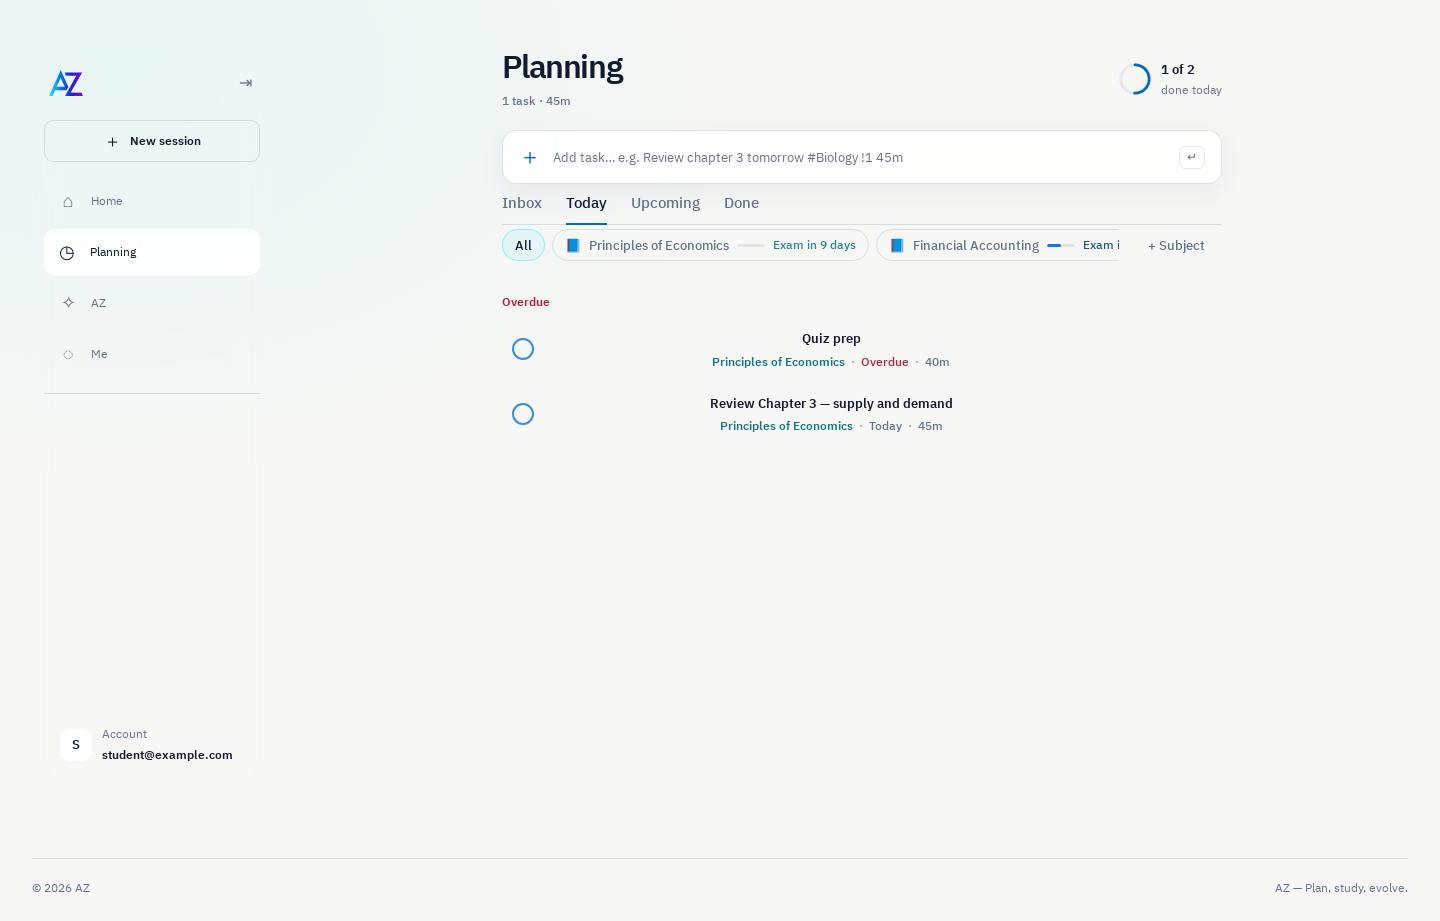 AZ
New session
Home
Planning
AZ
Me
Account
S
student@example.com
Planning
1 task · 45m
1 of 2
done today
Add task… e.g. Review chapter 3 tomorrow #Biology !1 45m
Inbox Today Upcoming Done
All Principles of Economics Exam in 9 days Financial Accounting Exam + Subject
Overdue
Quiz prep
Principles of Economics · Overdue · 40m
Review Chapter 3 — supply and demand
Principles of Economics · Today · 45m
© 2026 AZ
AZ — Plan, study, evolve.